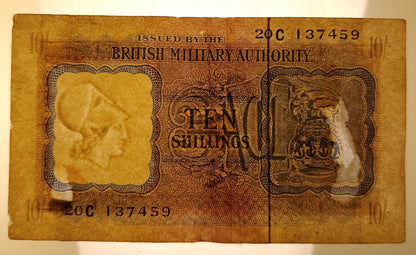 20C 137459
10/- ISSUED BY THE 10/-
BRITISH MILITARY AUTHORITY
TEN
SHILLINGS
20C 137459
10/- 10/-